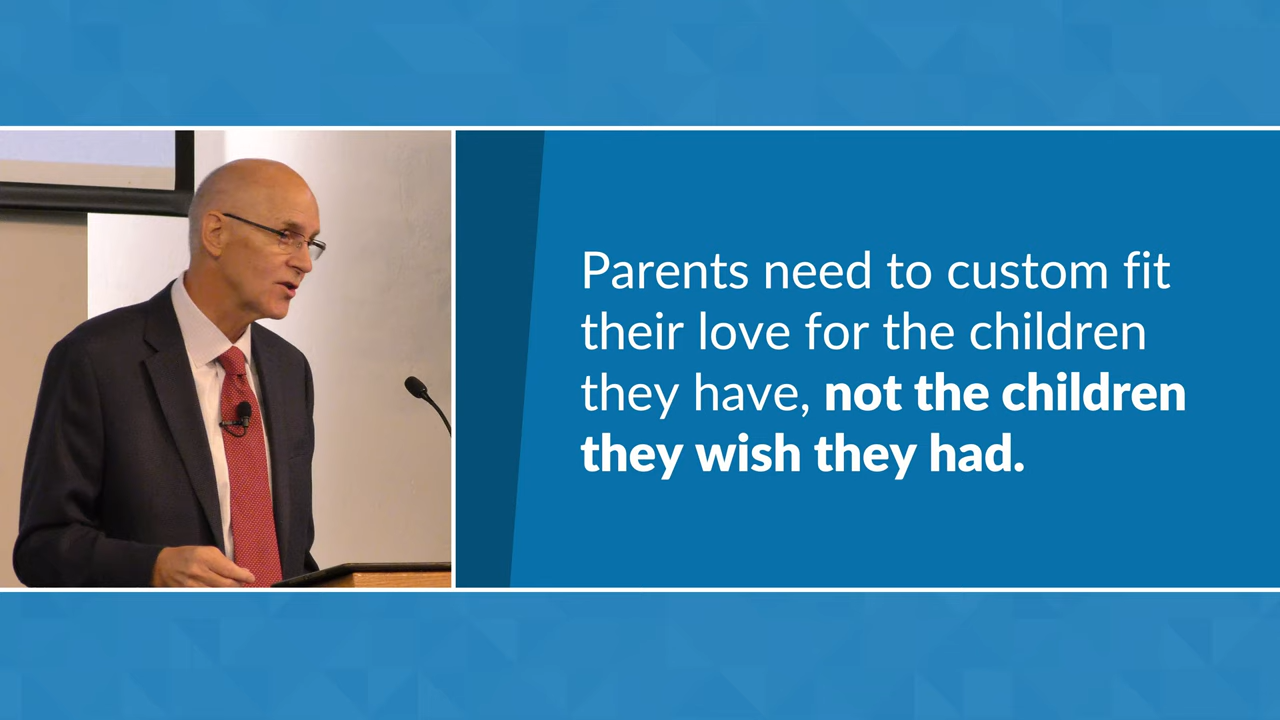 Parents need to custom fit
their love for the children
they have, not the children
they wish they had.